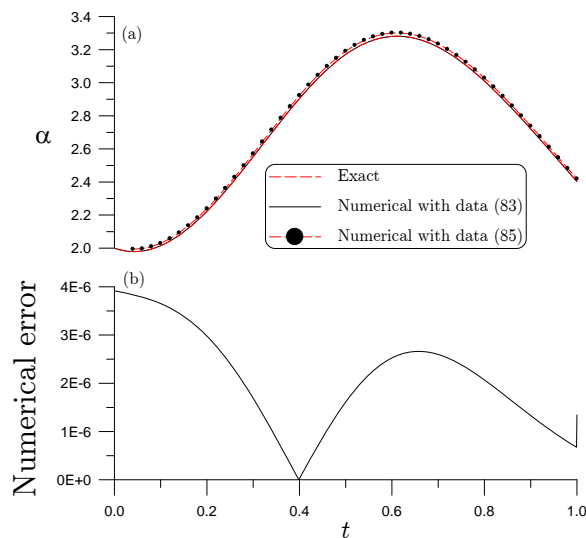 (a)
3.4
3.2
3.0
2.8
2.6
2.4
2.2
2.0
α
Exact
Numerical with data (83)
Numerical with data (85)
(b)
4E-6
3E-6
2E-6
1E-6
0E+0
Numerical error
0.0 0.2 0.4 0.6 0.8 1.0
t